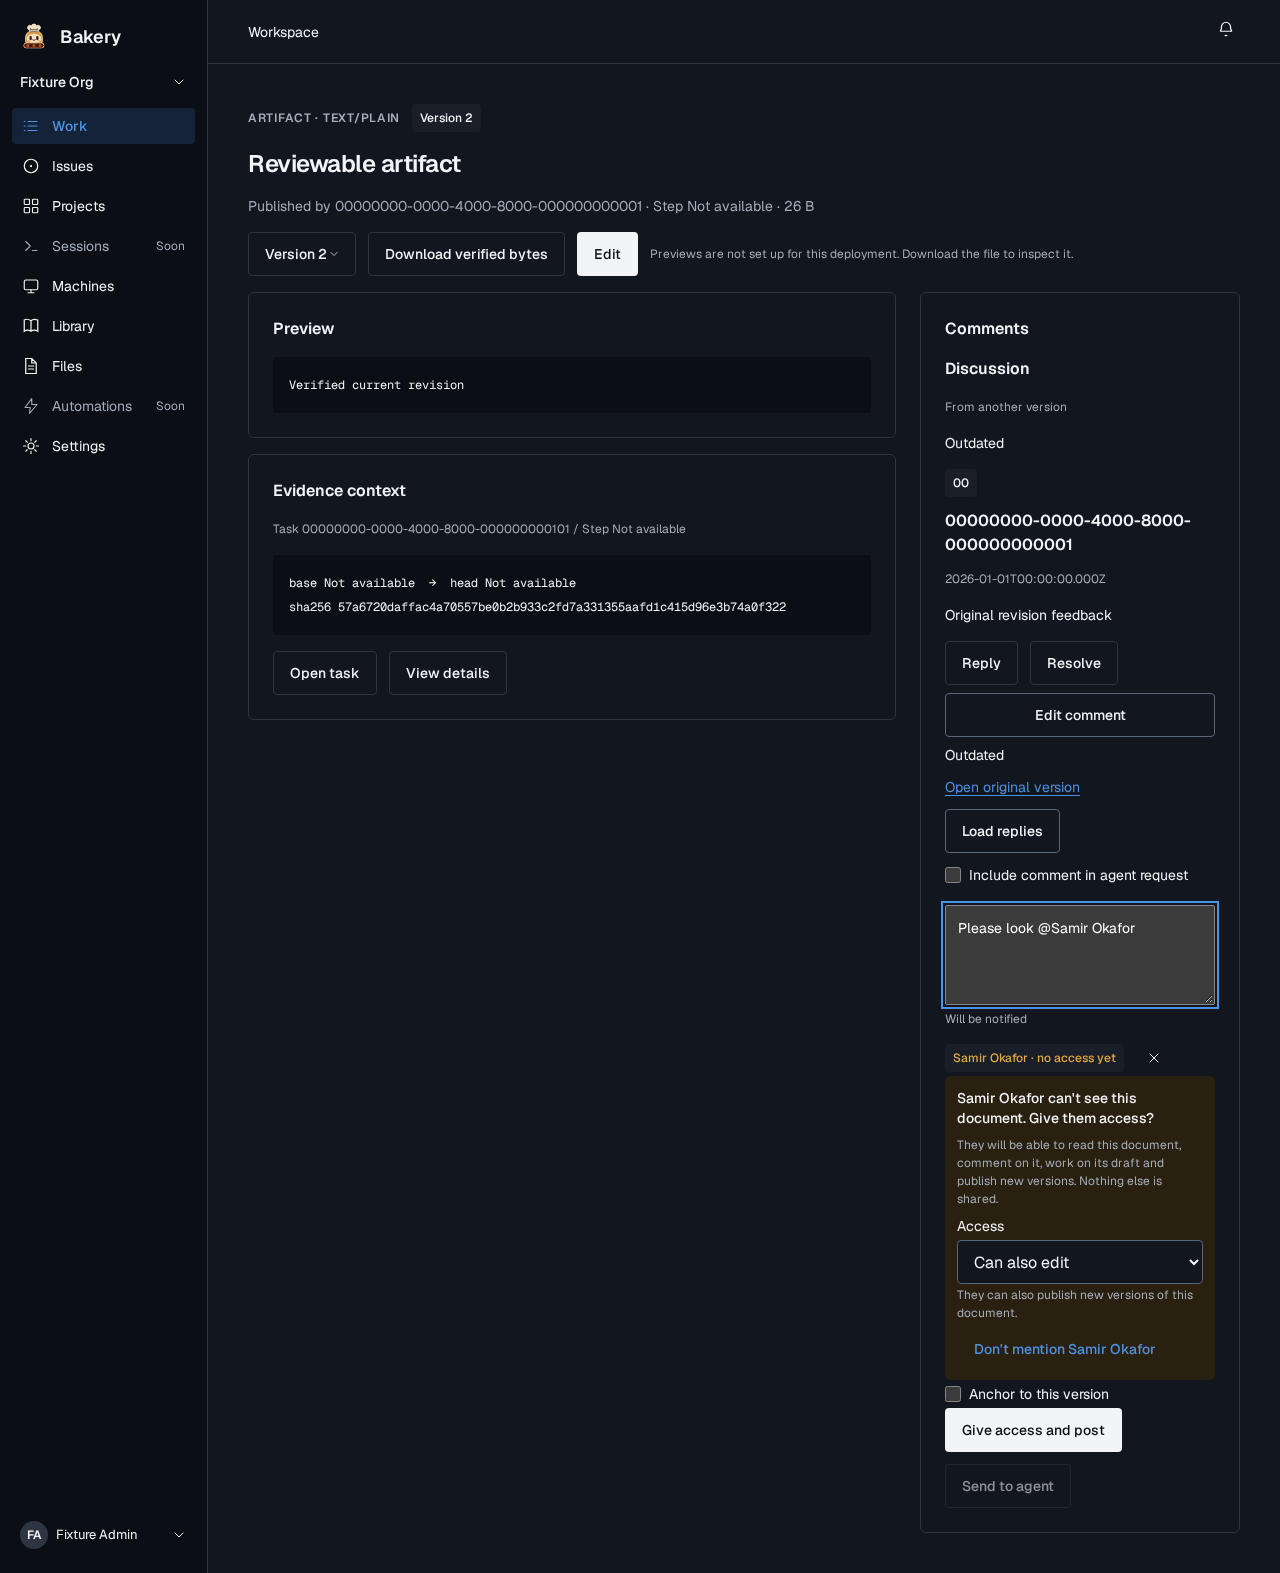 Bakery
Fixture Org
Work
Issues
Projects
Sessions Soon
Machines
Library
Files
Automations Soon
Settings
FA Fixture Admin
Workspace
ARTIFACT · TEXT/PLAIN Version 2
Reviewable artifact
Published by 00000000-0000-4000-8000-000000000001 · Step Not available · 26 B
Version 2 Download verified bytes Edit Previews are not set up for this deployment. Download the file to inspect it.
Preview
Verified current revision
Evidence context
Task 00000000-0000-4000-8000-000000000101 / Step Not available
base Not available → head Not available
sha256 57a6720daffac4a70557be0b2b933c2fd7a331355aafd1c415d96e3b74a0f322
Open task View details
Comments
Discussion
From another version
Outdated
00
00000000-0000-4000-8000-
000000000001
2026-01-01T00:00:00.000Z
Original revision feedback
Reply Resolve
Edit comment
Outdated
Open original version
Load replies
Include comment in agent request
Please look @Samir Okafor
Will be notified
Samir Okafor · no access yet
Samir Okafor can't see this
document. Give them access?
They will be able to read this document,
comment on it, work on its draft and
publish new versions. Nothing else is
shared.
Access
Can also edit
They can also publish new versions of this
document.
Don't mention Samir Okafor
Anchor to this version
Give access and post
Send to agent